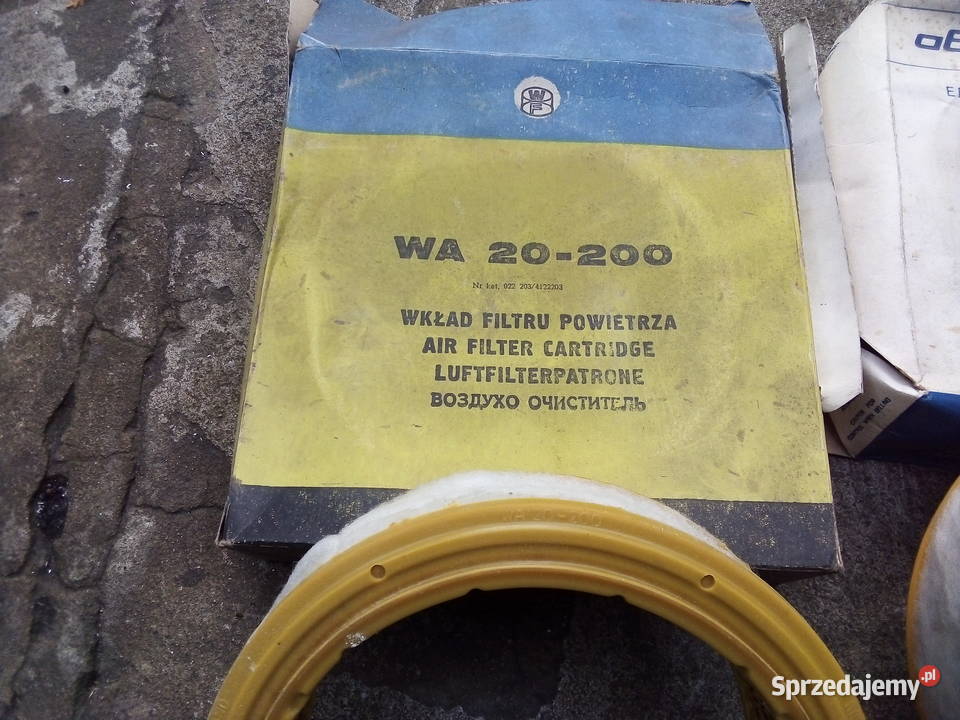 WA 20-200
Nr kat. 022 203/4122203
WKŁAD FILTRU POWIETRZA
AIR FILTER CARTRIDGE
LUFTFILTERPATRONE
ВОЗДУХО ОЧИСТИТЕЛЬ
WA 20-200
Sprzedajemy.pl